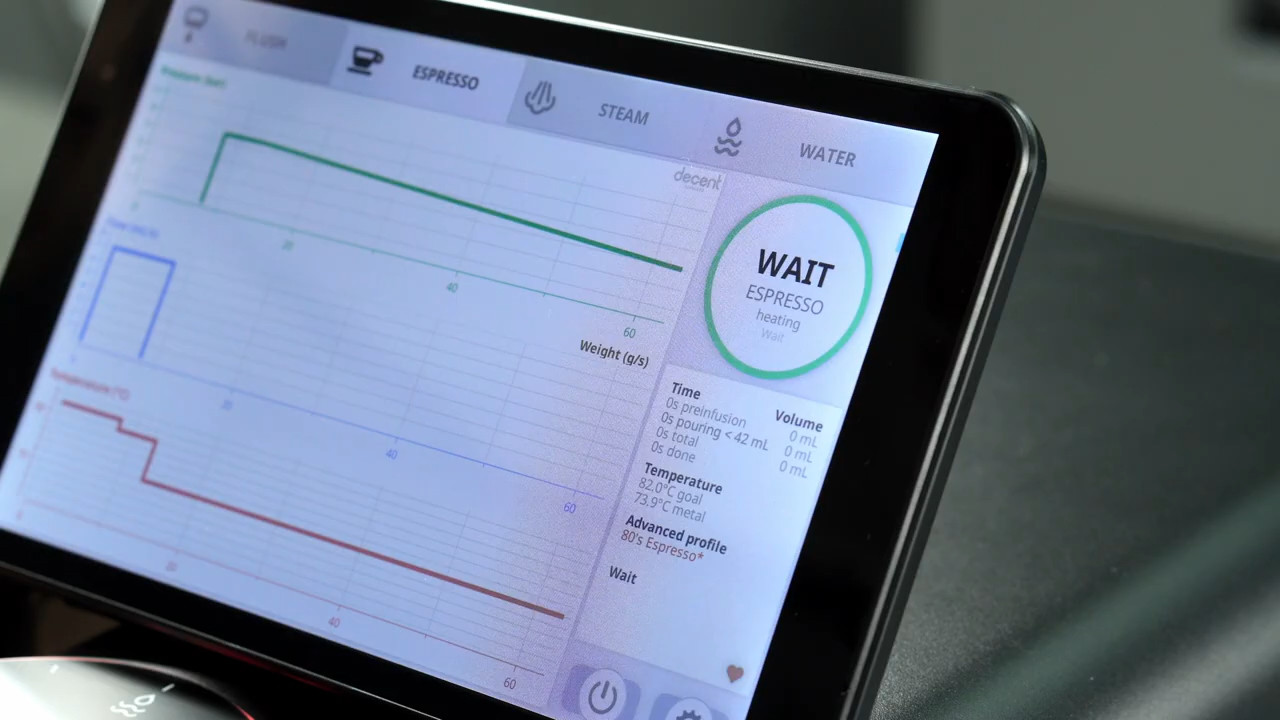 FLUSH
ESPRESSO
STEAM
WATER
decent
20
40
60
Weight (g/s)
20
40
60
Temperature (°C)
20
40
60
WAIT
ESPRESSO
heating
Wait
Time
Volume
0s preinfusion
0 mL
0s pouring < 42 mL
0 mL
0s total
0 mL
0s done
Temperature
82.0°C goal
73.9°C metal
Advanced profile
80's Espresso*
Wait